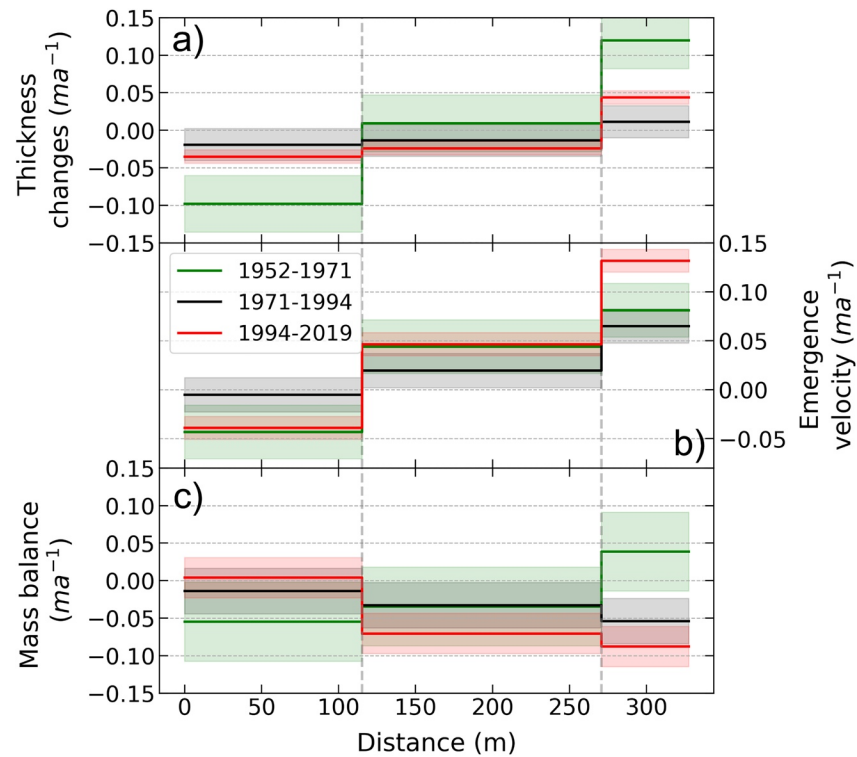 a)
Thickness
changes (ma⁻¹)
0.15
0.10
0.05
0.00
−0.05
−0.10
−0.15
1952-1971
1971-1994
1994-2019
b)
Emergence
velocity (ma⁻¹)
0.15
0.10
0.05
0.00
−0.05
c)
Mass balance
(ma⁻¹)
0.15
0.10
0.05
0.00
−0.05
−0.10
−0.15
0 50 100 150 200 250 300
Distance (m)